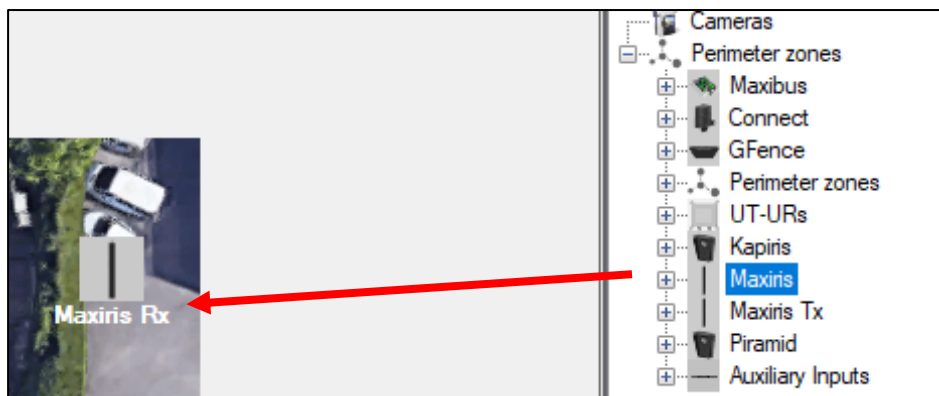 Cameras
Perimeter zones
Maxibus
Connect
GFence
Perimeter zones
UT-URs
Kapiris
Maxiris
Maxiris Tx
Piramid
Auxiliary Inputs
Maxiris Rx